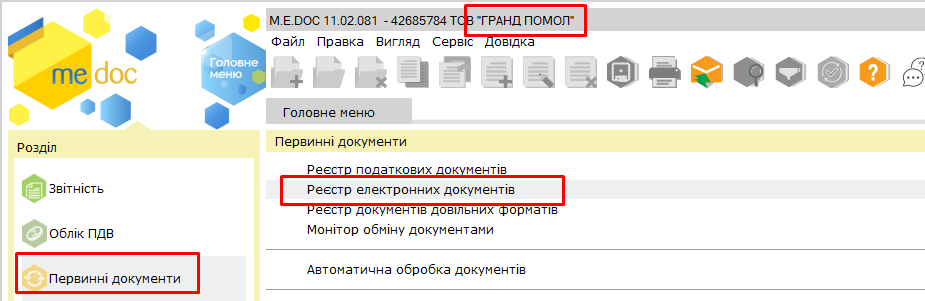 M.E.DOC 11.02.081 - 42685784 ТОВ "ГРАНД ПОМОЛ"
Файл Правка Вигляд Сервіс Довідка
me doc
Головне
меню
Головне меню
Розділ
Звітність
Облік ПДВ
Первинні документи
Первинні документи
Реєстр податкових документів
Реєстр електронних документів
Реєстр документів довільних форматів
Монітор обміну документами
Автоматична обробка документів